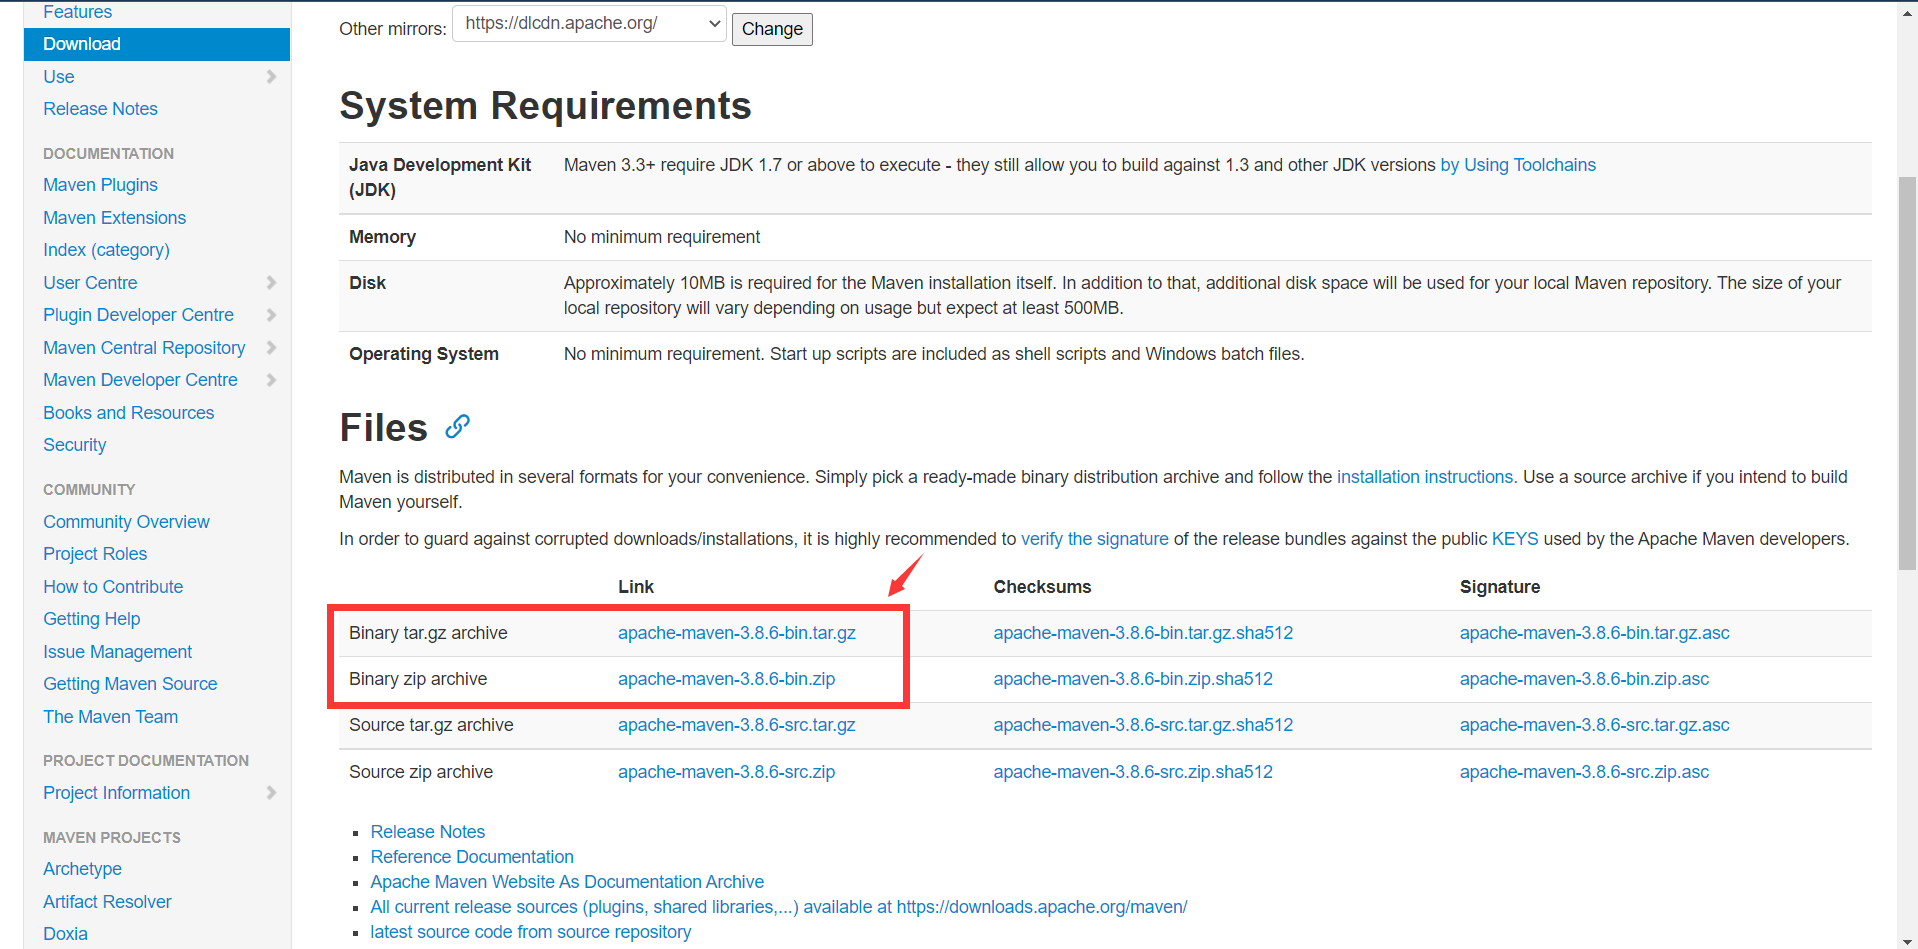 Features
Download
Use
Release Notes
DOCUMENTATION
Maven Plugins
Maven Extensions
Index (category)
User Centre
Plugin Developer Centre
Maven Central Repository
Maven Developer Centre
Books and Resources
Security
COMMUNITY
Community Overview
Project Roles
How to Contribute
Getting Help
Issue Management
Getting Maven Source
The Maven Team
PROJECT DOCUMENTATION
Project Information
MAVEN PROJECTS
Archetype
Artifact Resolver
Doxia
Other mirrors: https://dlcdn.apache.org/ Change
System Requirements
Java Development Kit Maven 3.3+ require JDK 1.7 or above to execute - they still allow you to build against 1.3 and other JDK versions by Using Toolchains
(JDK)
Memory No minimum requirement
Disk Approximately 10MB is required for the Maven installation itself. In addition to that, additional disk space will be used for your local Maven repository. The size of your
local repository will vary depending on usage but expect at least 500MB.
Operating System No minimum requirement. Start up scripts are included as shell scripts and Windows batch files.
Files
Maven is distributed in several formats for your convenience. Simply pick a ready-made binary distribution archive and follow the installation instructions. Use a source archive if you intend to build
Maven yourself.
In order to guard against corrupted downloads/installations, it is highly recommended to verify the signature of the release bundles against the public KEYS used by the Apache Maven developers.
Link Checksums Signature
Binary tar.gz archive apache-maven-3.8.6-bin.tar.gz apache-maven-3.8.6-bin.tar.gz.sha512 apache-maven-3.8.6-bin.tar.gz.asc
Binary zip archive apache-maven-3.8.6-bin.zip apache-maven-3.8.6-bin.zip.sha512 apache-maven-3.8.6-bin.zip.asc
Source tar.gz archive apache-maven-3.8.6-src.tar.gz apache-maven-3.8.6-src.tar.gz.sha512 apache-maven-3.8.6-src.tar.gz.asc
Source zip archive apache-maven-3.8.6-src.zip apache-maven-3.8.6-src.zip.sha512 apache-maven-3.8.6-src.zip.asc
Release Notes
Reference Documentation
Apache Maven Website As Documentation Archive
All current release sources (plugins, shared libraries,...) available at https://downloads.apache.org/maven/
latest source code from source repository